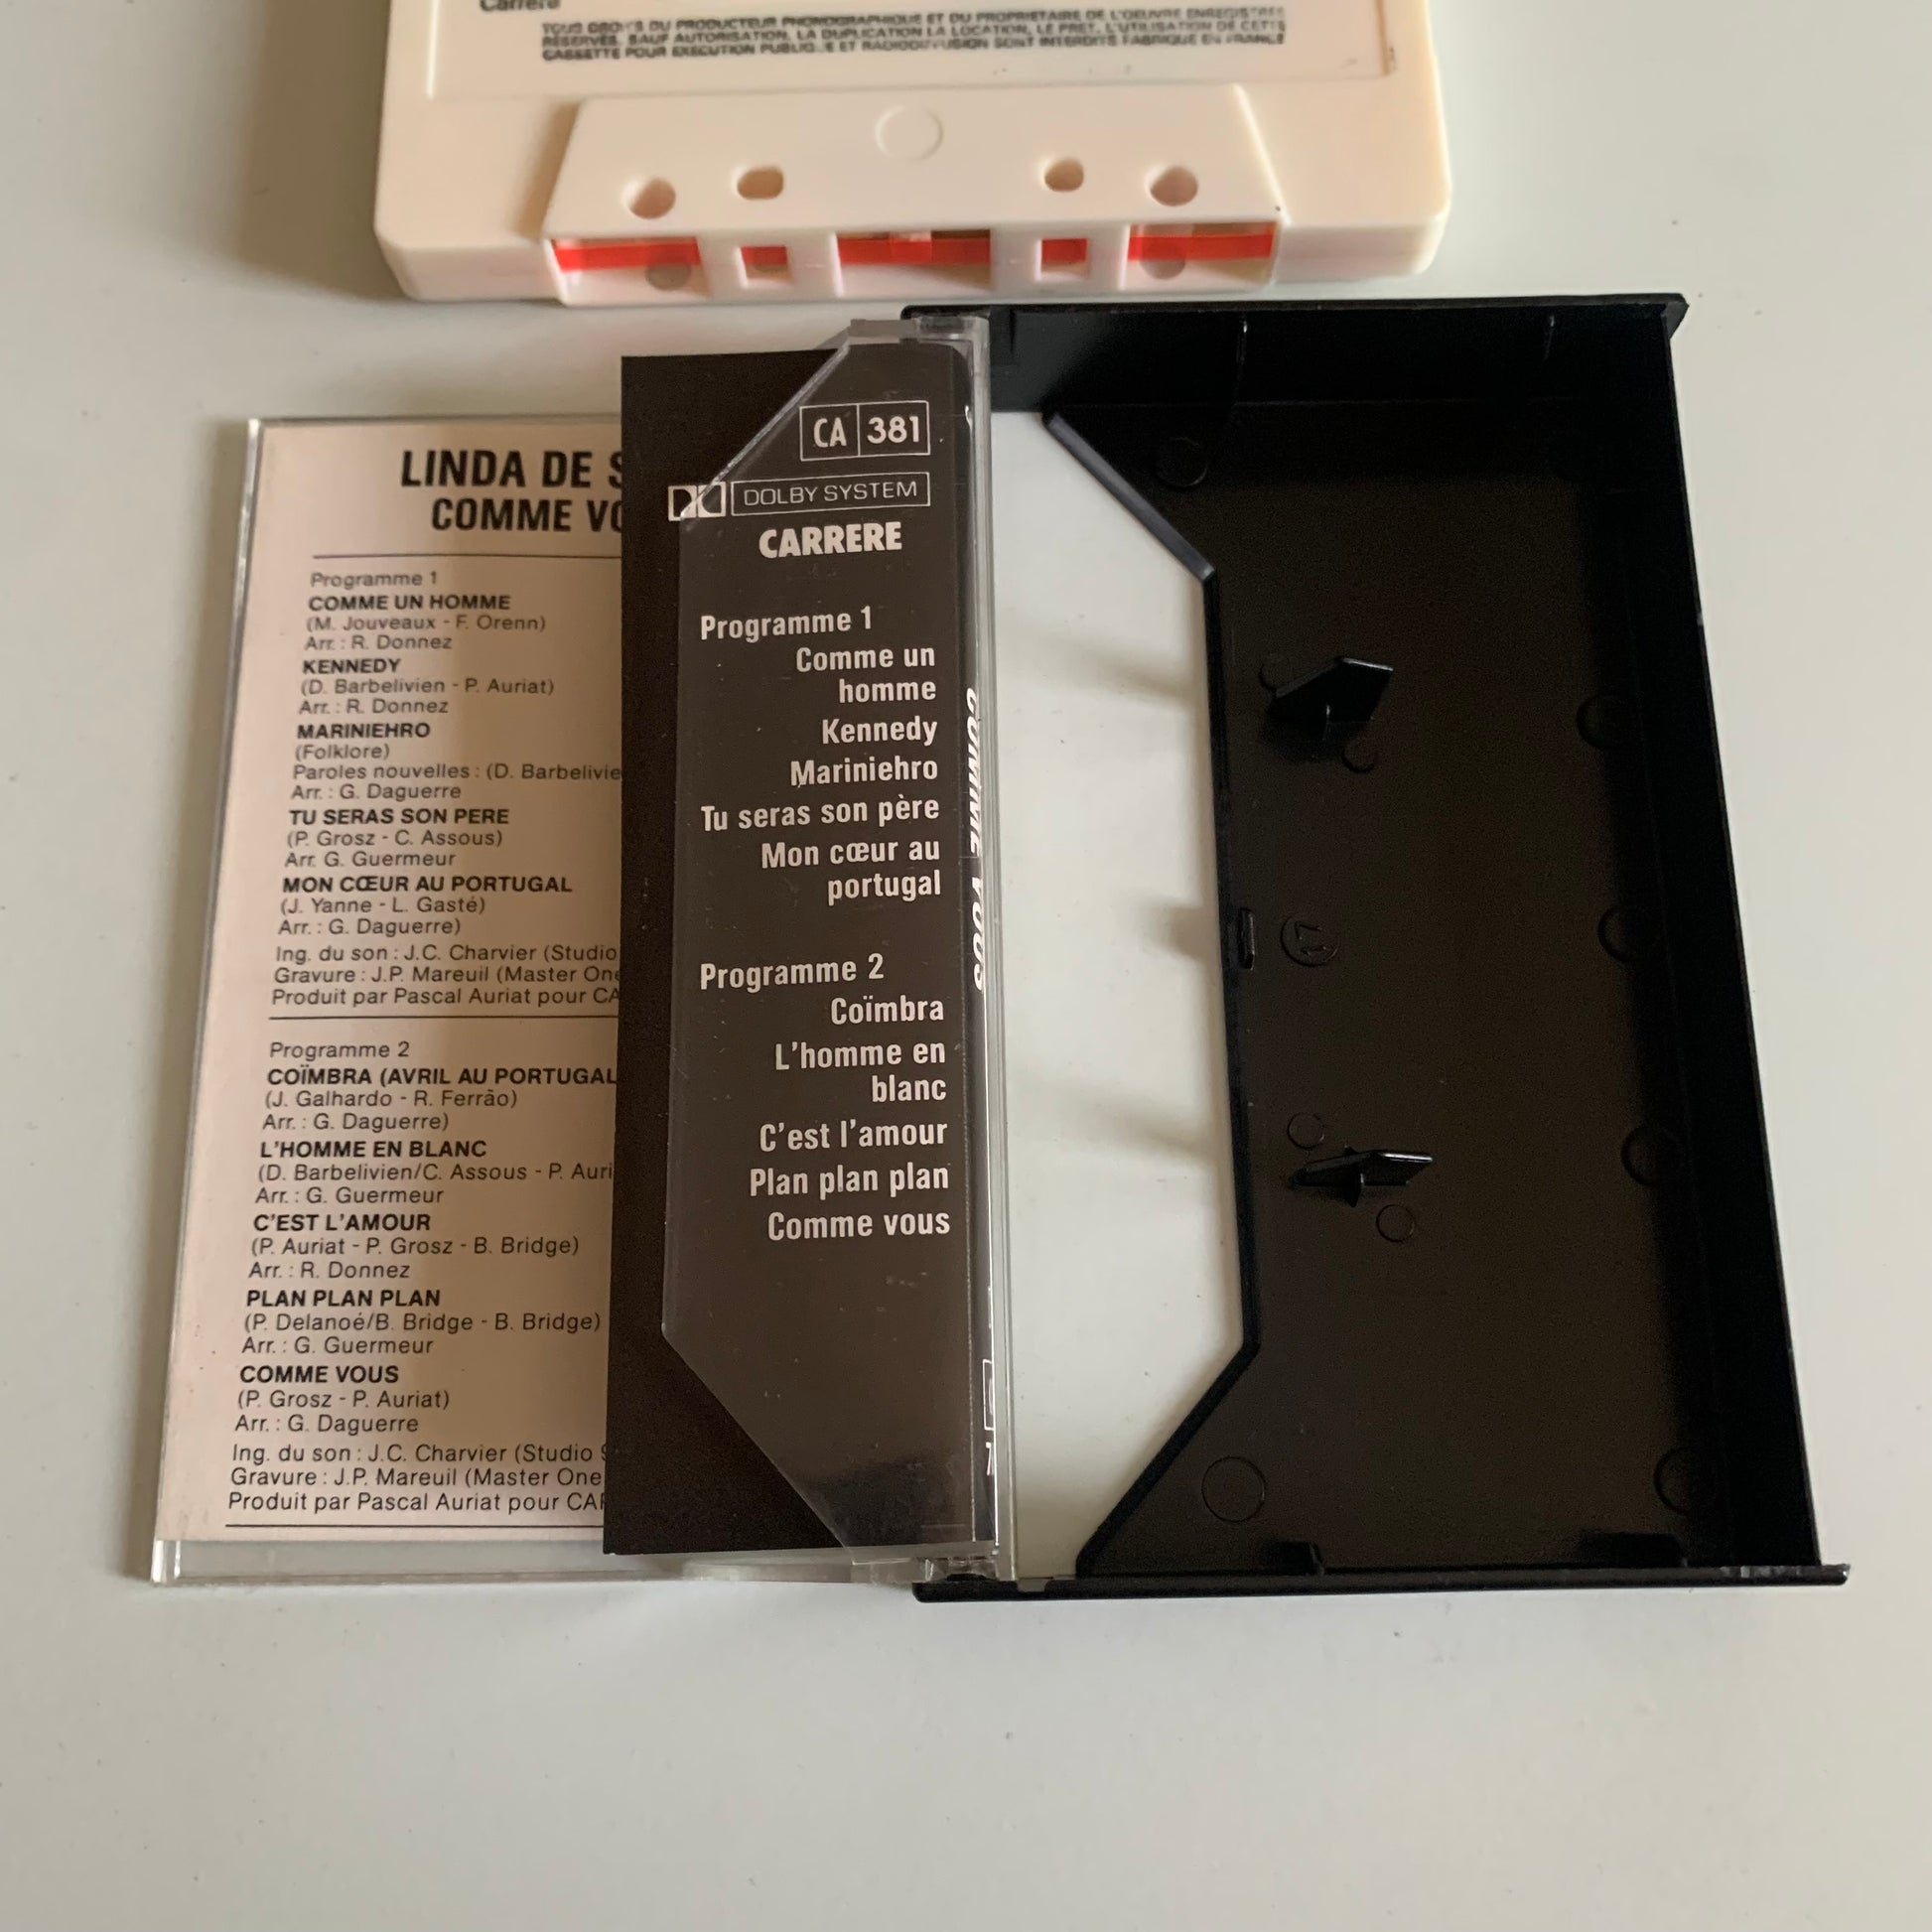 Carrere
TOUS DROITS DU PRODUCTEUR PHONOGRAPHIQUE ET DU PROPRIETAIRE DE L'OEUVRE ENREGISTREE
RESERVES. SAUF AUTORISATION, LA DUPLICATION LA LOCATION, LE PRET, L'UTILISATION DE CETTE
CASSETTE POUR EXECUTION PUBLIQUE ET RADIODIFFUSION SONT INTERDITS FABRIQUE EN FRANCE
LINDA DE S
COMME VO
Programme 1
COMME UN HOMME
(M. Jouveaux - F. Orenn)
Arr. : R. Donnez
KENNEDY
(D. Barbelivien - P. Auriat)
Arr. : R. Donnez
MARINIEHRO
(Folklore)
Paroles nouvelles : (D. Barbelivie
Arr. : G. Daguerre
TU SERAS SON PERE
(P. Grosz - C. Assous)
Arr. G. Guermeur
MON CŒUR AU PORTUGAL
(J. Yanne - L. Gasté)
Arr. : G. Daguerre)
Ing. du son : J.C. Charvier (Studio
Gravure : J.P. Mareuil (Master One
Produit par Pascal Auriat pour CA
Programme 2
COÏMBRA (AVRIL AU PORTUGAL
(J. Galhardo - R. Ferrão)
Arr. : G. Daguerre)
L'HOMME EN BLANC
(D. Barbelivien/C. Assous - P. Auri
Arr. : G. Guermeur
C'EST L'AMOUR
(P. Auriat - P. Grosz - B. Bridge)
Arr. : R. Donnez
PLAN PLAN PLAN
(P. Delanoé/B. Bridge - B. Bridge)
Arr. : G. Guermeur
COMME VOUS
(P. Grosz - P. Auriat)
Arr. : G. Daguerre
Ing. du son : J.C. Charvier (Studio
Gravure : J.P. Mareuil (Master One
Produit par Pascal Auriat pour CA
CA 381
DOLBY SYSTEM
CARRERE
Programme 1
Comme un
homme
Kennedy
Mariniehro
Tu seras son père
Mon cœur au
portugal
Programme 2
Coïmbra
L'homme en
blanc
C'est l'amour
Plan plan plan
Comme vous
COMME VOUS